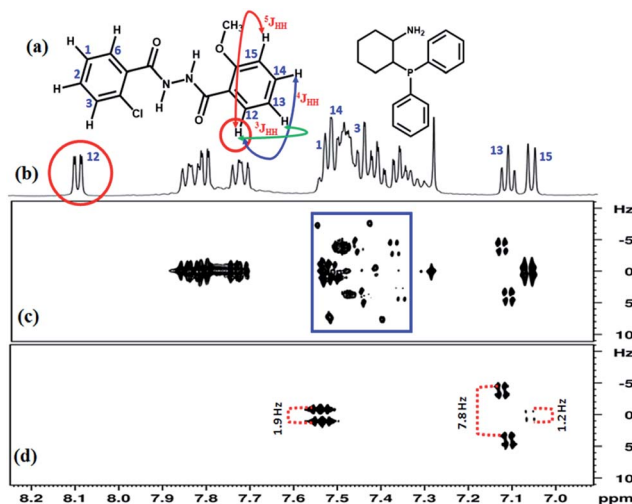 (a)
CH₃
⁵JHH
H
O
NH₂
H
H
1
6
O
H
N
15
14
H
2
N
H
⁴JHH
P
H
3
Cl
O
12
13
H
H
³JHH
H
(b)
12
1
14
3
13
15
Hz
-5
0
5
10
(c)
Hz
-5
0
5
10
1.9 Hz
7.8 Hz
1.2 Hz
(d)
8.2 8.1 8.0 7.9 7.8 7.7 7.6 7.5 7.4 7.3 7.2 7.1 7.0 ppm